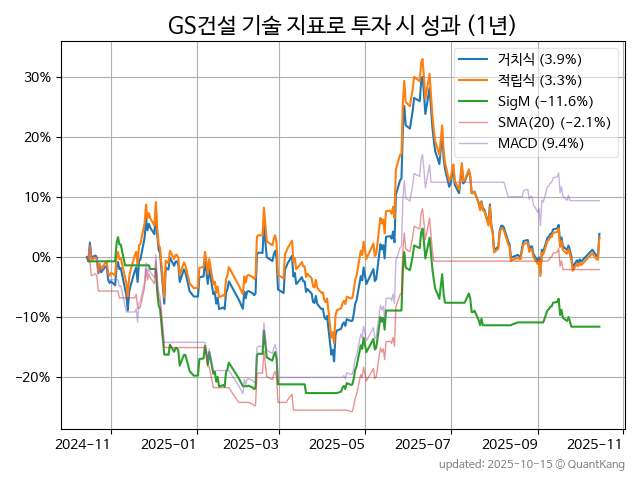 GS건설 기술 지표로 투자 시 성과 (1년)
거치식 (3.9%)
적립식 (3.3%)
SigM (−11.6%)
SMA(20) (−2.1%)
MACD (9.4%)
30%
20%
10%
0%
−10%
−20%
2024-11
2025-01
2025-03
2025-05
2025-07
2025-09
2025-11
updated: 2025-10-15 © QuantKang